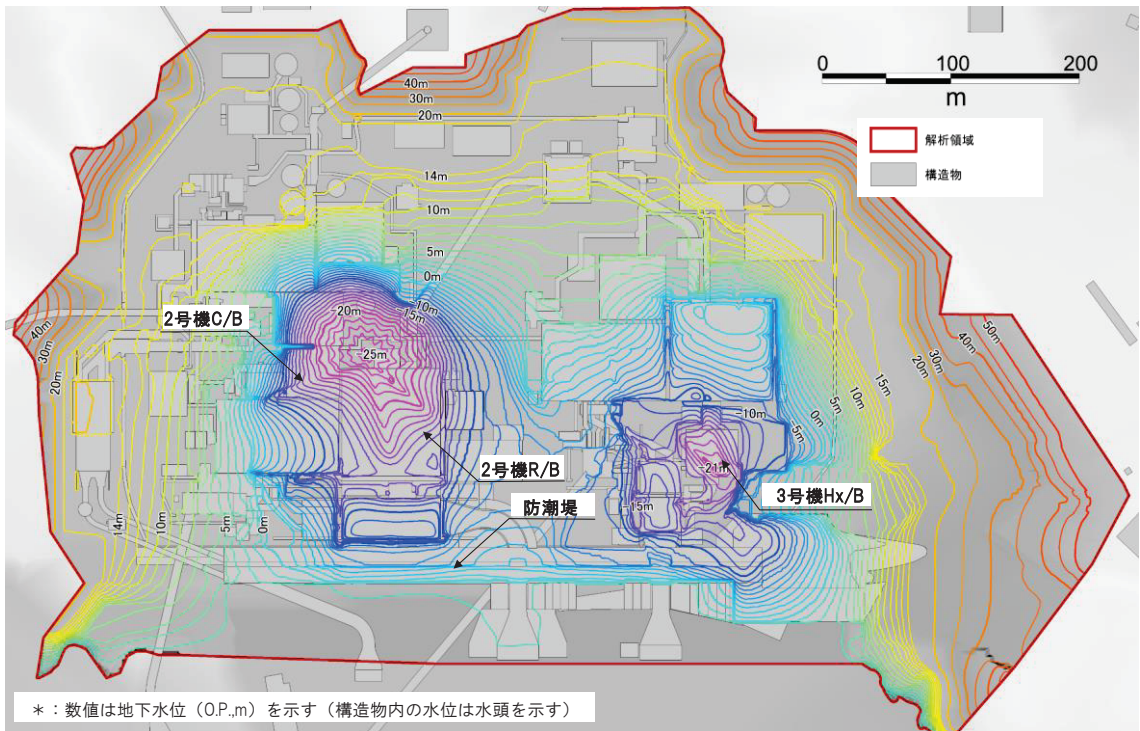 0 100 200
m
解析領域
構造物
40m
30m
20m
14m
10m
5m
0m
-10m
-15m
-20m
-25m
2号機C/B
40m
30m
20m
50m
40m
30m
20m
15m
10m
5m
0m
-5m
-10m
-21m
-15m
2号機R/B
3号機Hx/B
防潮堤
14m
10m
5m
0m
＊：数値は地下水位（O.P.,m）を示す（構造物内の水位は水頭を示す）